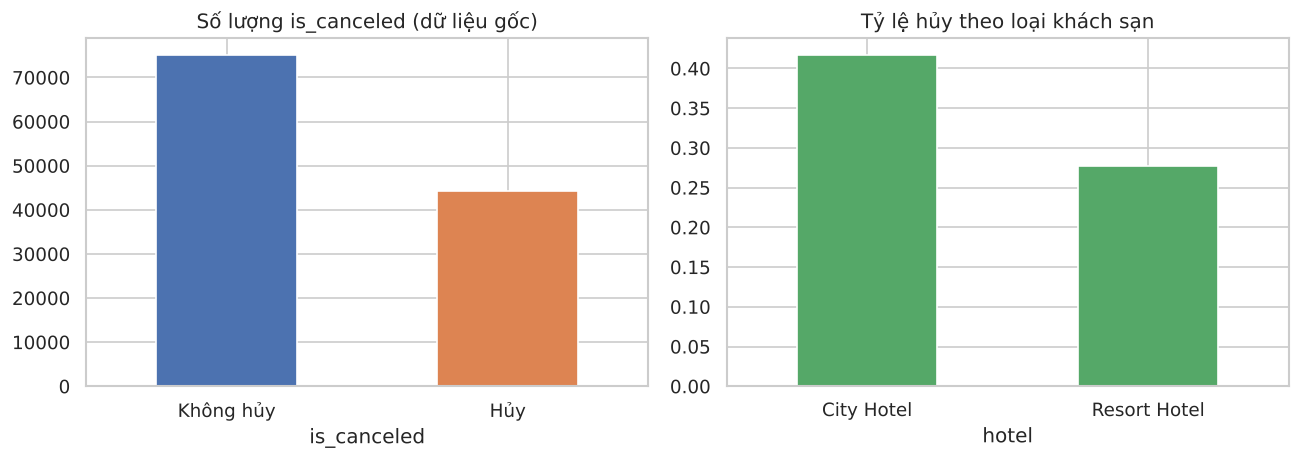 Số lượng is_canceled (dữ liệu gốc)
70000
60000
50000
40000
30000
20000
10000
0
Không hủy
Hủy
is_canceled
Tỷ lệ hủy theo loại khách sạn
0.40
0.35
0.30
0.25
0.20
0.15
0.10
0.05
0.00
City Hotel
Resort Hotel
hotel